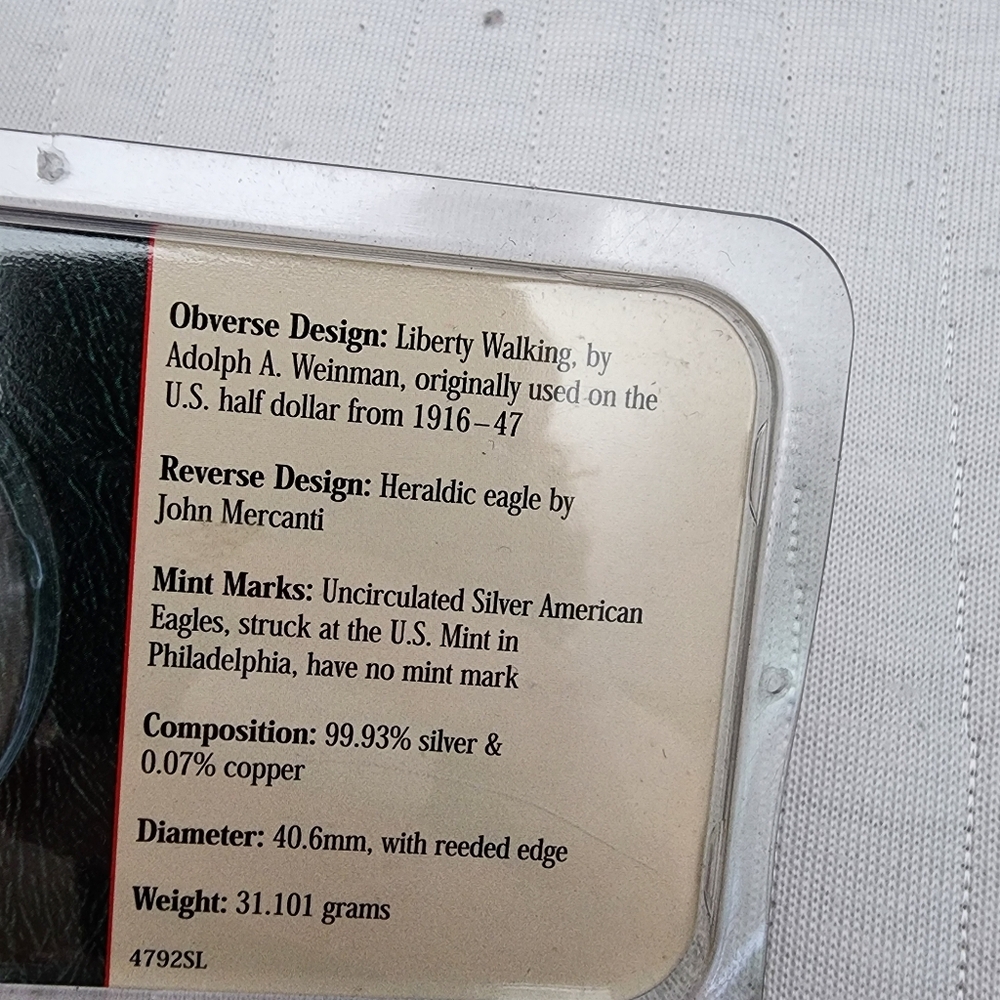 Obverse Design: Liberty Walking, by
Adolph A. Weinman, originally used on the
U.S. half dollar from 1916–47
Reverse Design: Heraldic eagle by
John Mercanti
Mint Marks: Uncirculated Silver American
Eagles, struck at the U.S. Mint in
Philadelphia, have no mint mark
Composition: 99.93% silver &
0.07% copper
Diameter: 40.6mm, with reeded edge
Weight: 31.101 grams
4792SL